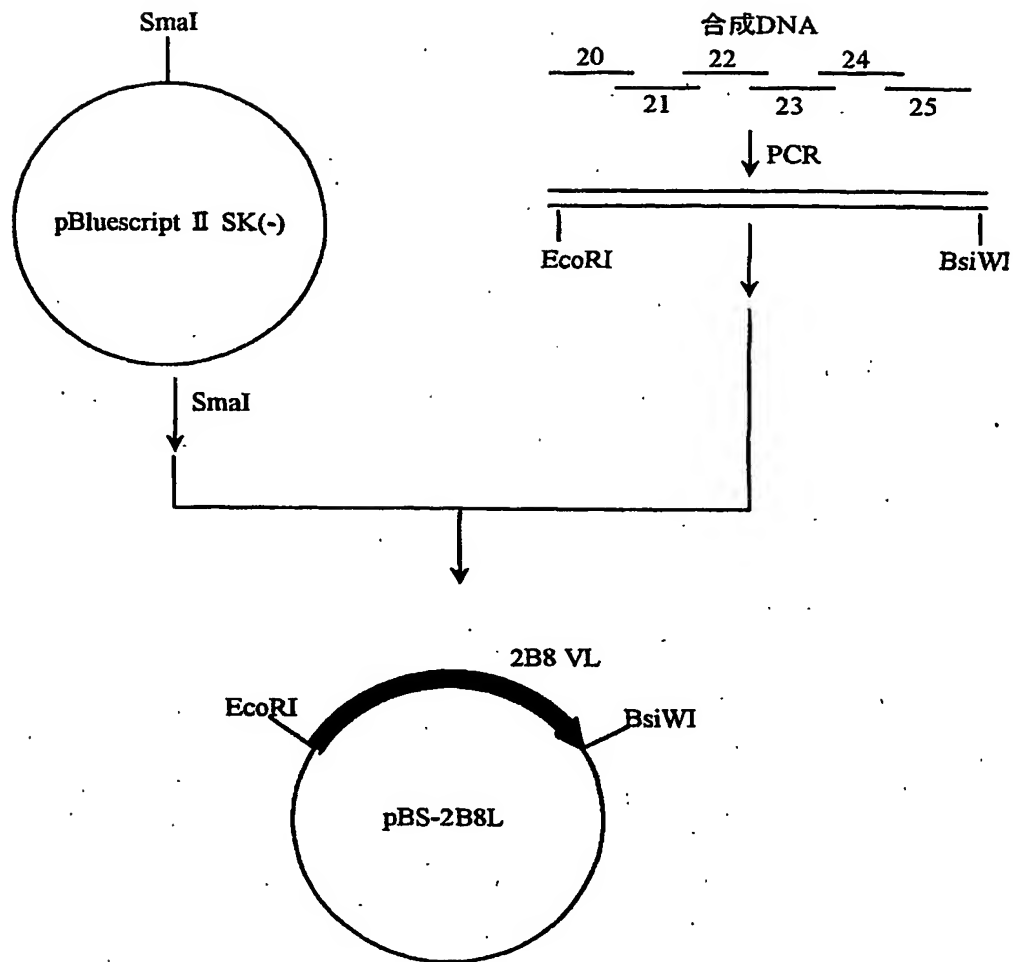 SmaI
合成DNA
20
22
24
21
23
25
PCR
pBluescript II SK(-)
EcoRI
BsiWI
SmaI
2B8 VL
EcoRI
BsiWI
pBS-2B8L